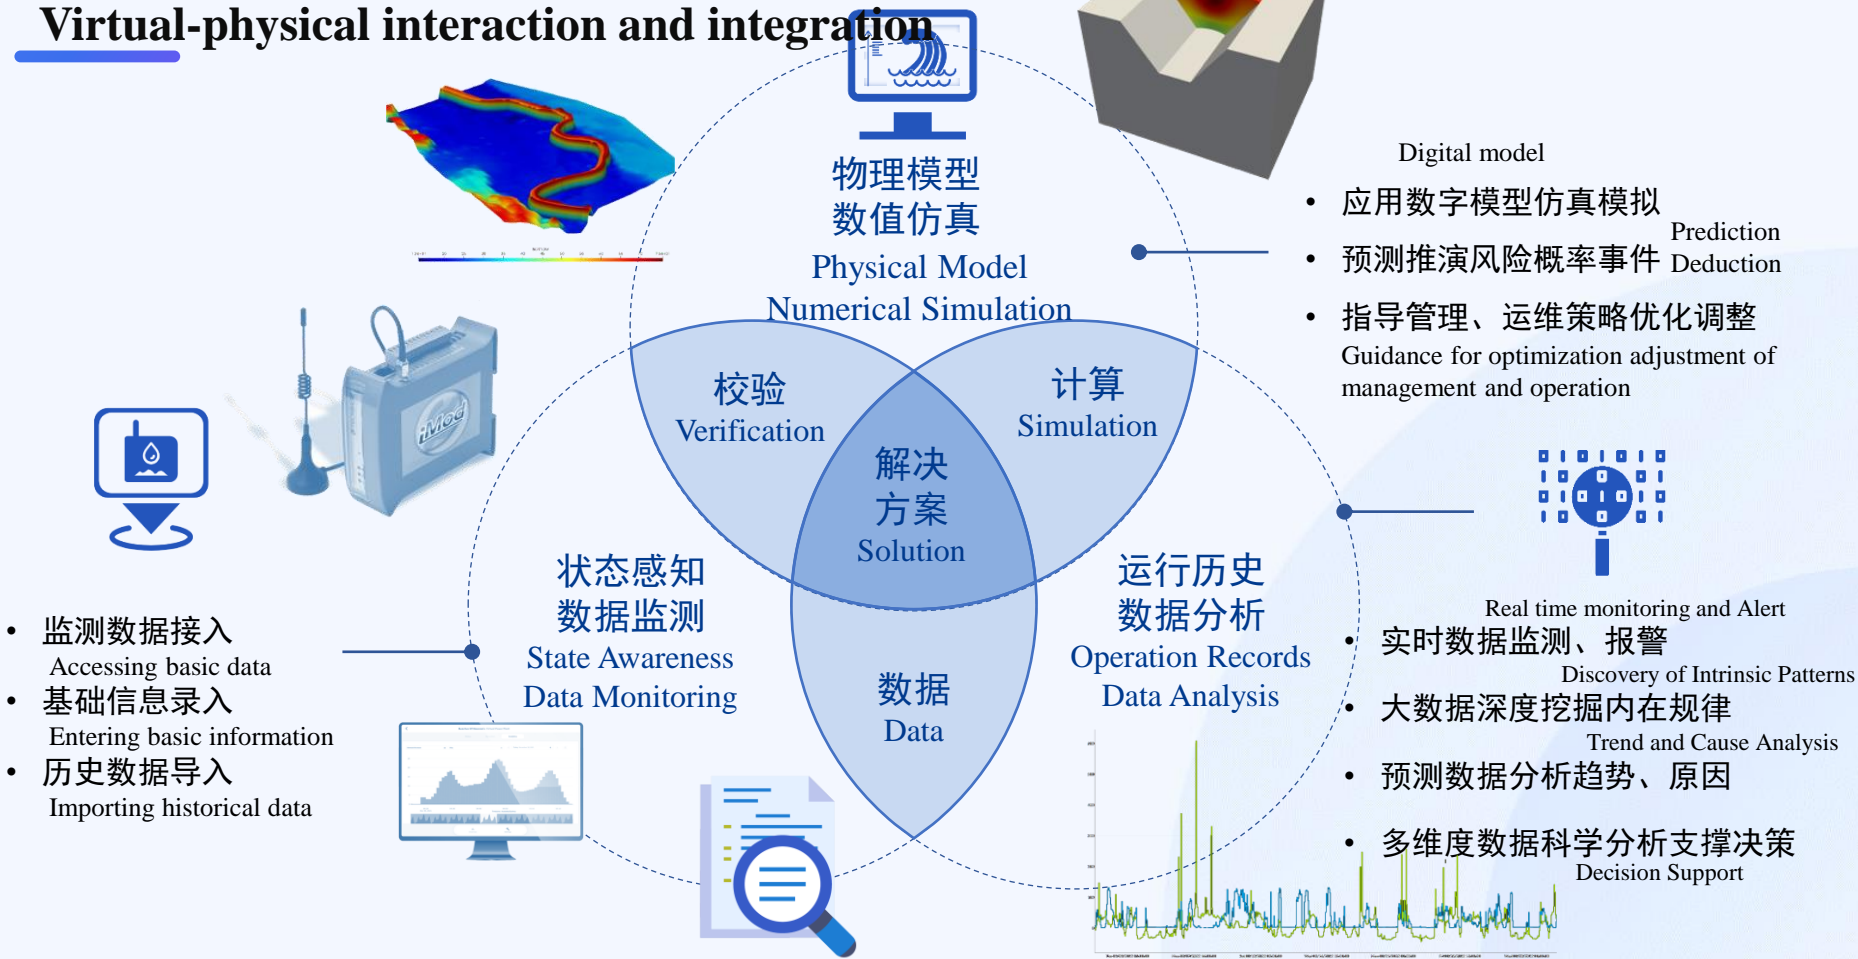 Virtual-physical interaction and integration
物理模型
数值仿真
Physical Model
Numerical Simulation
校验
Verification
计算
Simulation
解决
方案
Solution
状态感知
数据监测
State Awareness
Data Monitoring
数据
Data
运行历史
数据分析
Operation Records
Data Analysis
• 监测数据接入
Accessing basic data
• 基础信息录入
Entering basic information
• 历史数据导入
Importing historical data
Digital model
• 应用数字模型仿真模拟
Prediction
• 预测推演风险概率事件 Deduction
• 指导管理、运维策略优化调整
Guidance for optimization adjustment of
management and operation
Real time monitoring and Alert
• 实时数据监测、报警
Discovery of Intrinsic Patterns
• 大数据深度挖掘内在规律
Trend and Cause Analysis
• 预测数据分析趋势、原因
• 多维度数据科学分析支撑决策
Decision Support